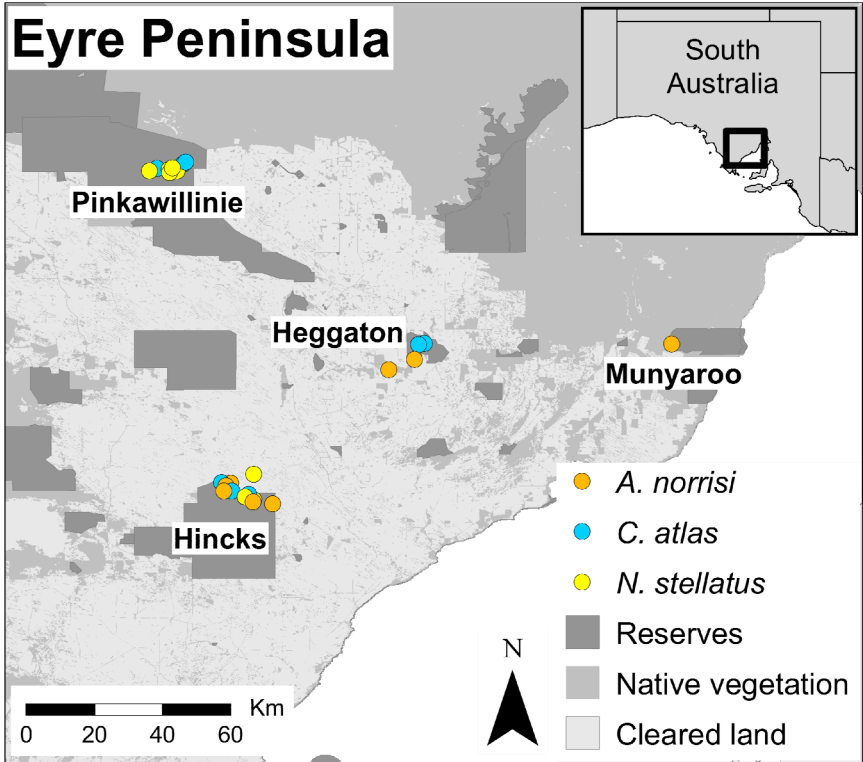 Eyre Peninsula
South
Australia
Pinkawillinie
Heggaton
Munyaroo
Hincks
A. norrisi
C. atlas
N. stellatus
Reserves
Native vegetation
Cleared land
N
Km
0 20 40 60